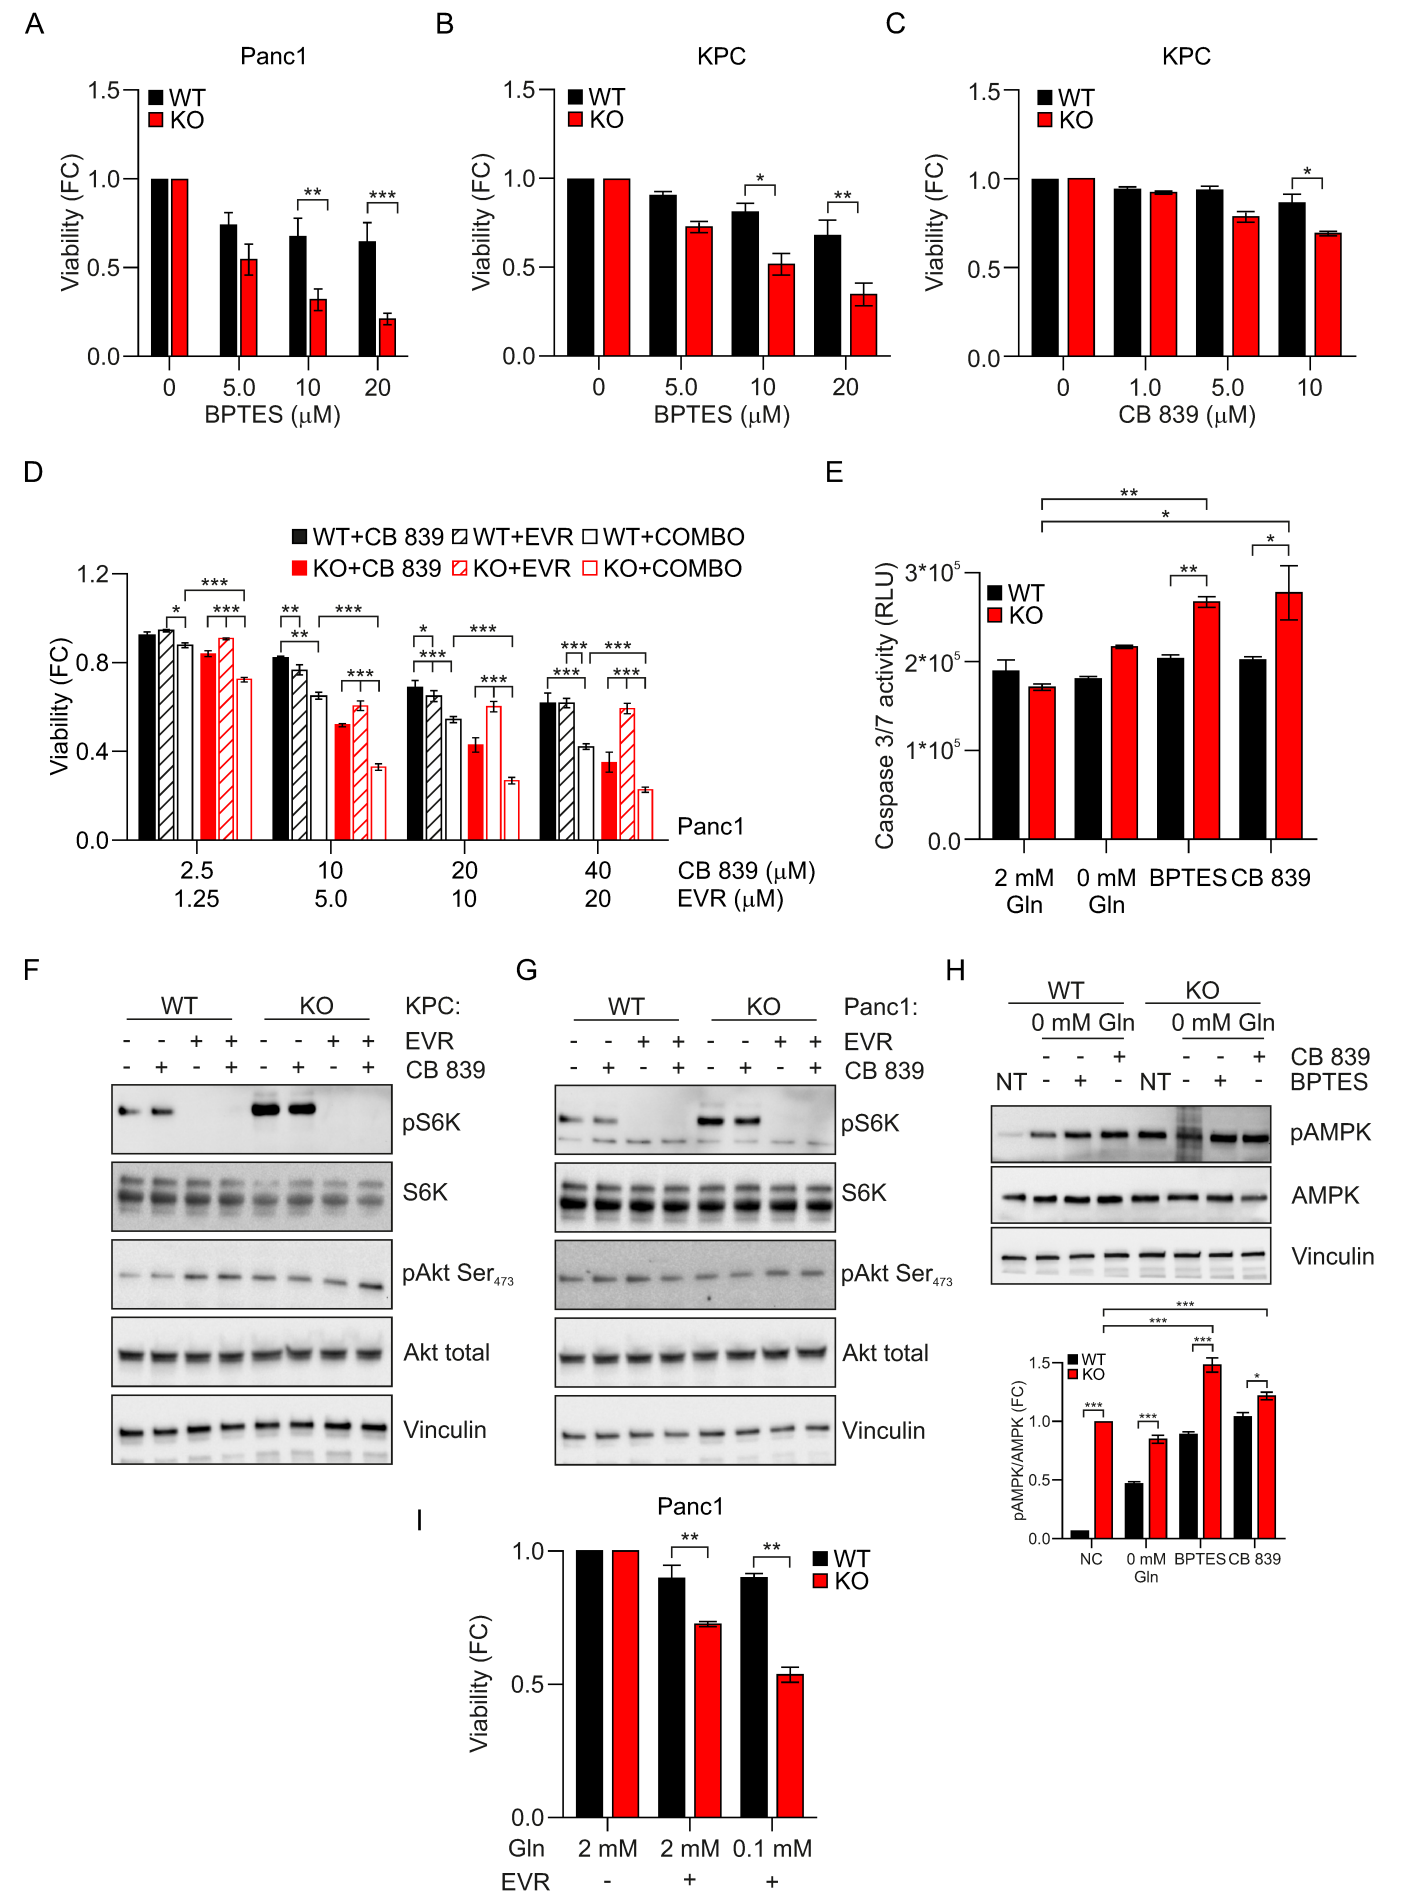 A
Panc1
1.5
1.0
0.5
0.0
Viability (FC)
WT
KO
**
***
0 5.0 10 20
BPTES (μM)
B
KPC
1.5
1.0
0.5
0.0
Viability (FC)
WT
KO
*
**
0 5.0 10 20
BPTES (μM)
C
KPC
1.5
1.0
0.5
0.0
Viability (FC)
WT
KO
*
0 1.0 5.0 10
CB 839 (μM)
D
WT+CB 839 WT+EVR WT+COMBO
KO+CB 839 KO+EVR KO+COMBO
1.2
0.8
0.4
0.0
Viability (FC)
***
* ***
** ***
**
***
* ***
***
***
*** ***
*** ***
Panc1
2.5 10 20 40 CB 839 (μM)
1.25 5.0 10 20 EVR (μM)
E
**
*
*
**
3*10⁵
2*10⁵
1*10⁵
0.0
Caspase 3/7 activity (RLU)
WT
KO
2 mM 0 mM BPTES CB 839
Gln Gln
F
WT KO KPC:
- - + + - - + + EVR
- + - + - + - + CB 839
pS6K
S6K
pAkt Ser473
Akt total
Vinculin
G
WT KO Panc1:
- - + + - - + + EVR
- + - + - + - + CB 839
pS6K
S6K
pAkt Ser473
Akt total
Vinculin
H
WT KO
0 mM Gln 0 mM Gln
- - + - - + CB 839
NT - + - NT - + - BPTES
pAMPK
AMPK
Vinculin
***
***
***
*
***
***
WT
KO
1.5
1.0
0.5
0.0
pAMPK/AMPK (FC)
NC 0 mM BPTES CB 839
Gln
I
Panc1
1.0
0.5
0.0
Viability (FC)
**
**
WT
KO
Gln 2 mM 2 mM 0.1 mM
EVR - + +